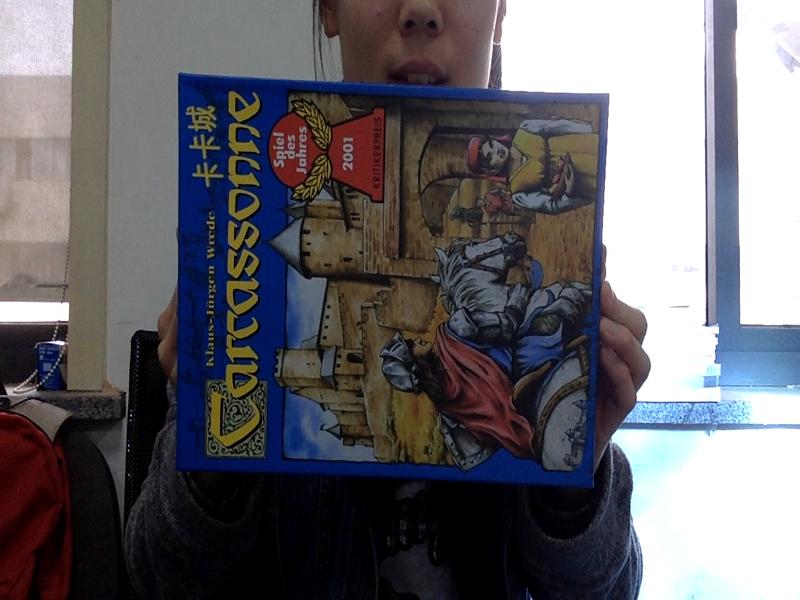 Klaus-Jürgen Wrede
卡卡城
Carcassonne
Spiel
des
Jahres
2001
KRITIKERPREIS